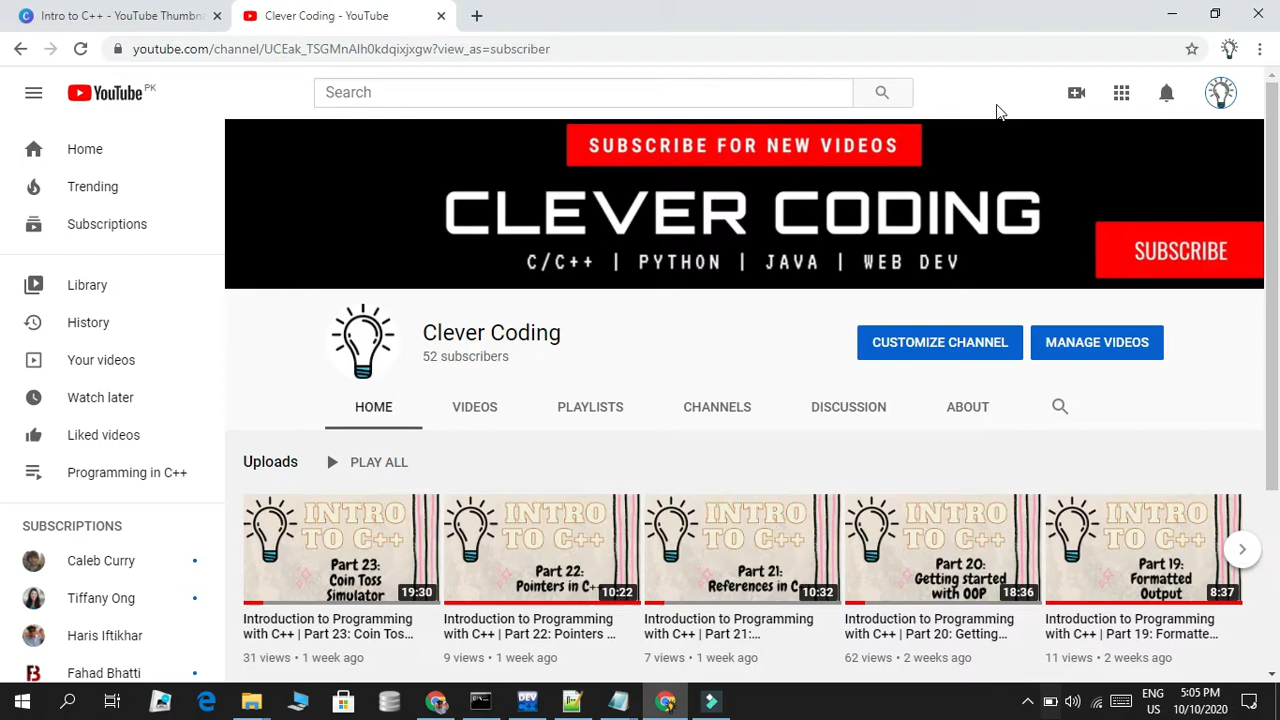 Intro to C++ - YouTube Thumbna
Clever Coding - YouTube
youtube.com/channel/UCEak_TSGMnAlh0kdqixjxgw?view_as=subscriber
YouTube PK
Search
Home
Trending
Subscriptions
Library
History
Your videos
Watch later
Liked videos
Programming in C++
SUBSCRIPTIONS
Caleb Curry
Tiffany Ong
Haris Iftikhar
Fahad Bhatti
SUBSCRIBE FOR NEW VIDEOS
CLEVER CODING
C/C++ | PYTHON | JAVA | WEB DEV
SUBSCRIBE
Clever Coding
52 subscribers
CUSTOMIZE CHANNEL
MANAGE VIDEOS
HOME VIDEOS PLAYLISTS CHANNELS DISCUSSION ABOUT
Uploads
PLAY ALL
INTRO
TO C++
Part 23:
Coin Toss
Simulator
19:30
Introduction to Programming
with C++ | Part 23: Coin Tos...
31 views • 1 week ago
INTRO
TO C++
Part 22:
Pointers in C++
10:22
Introduction to Programming
with C++ | Part 22: Pointers ...
9 views • 1 week ago
INTRO
TO C++
Part 21:
References in C
10:32
Introduction to Programming
with C++ | Part 21:...
7 views • 1 week ago
INTRO
TO C++
Part 20:
Getting started
with OOP
18:36
Introduction to Programming
with C++ | Part 20: Getting...
62 views • 2 weeks ago
INTRO
TO C++
Part 19:
Formatted
Output
8:37
Introduction to Programming
with C++ | Part 19: Formatte...
11 views • 2 weeks ago
DEV
ENG
US
5:05 PM
10/10/2020